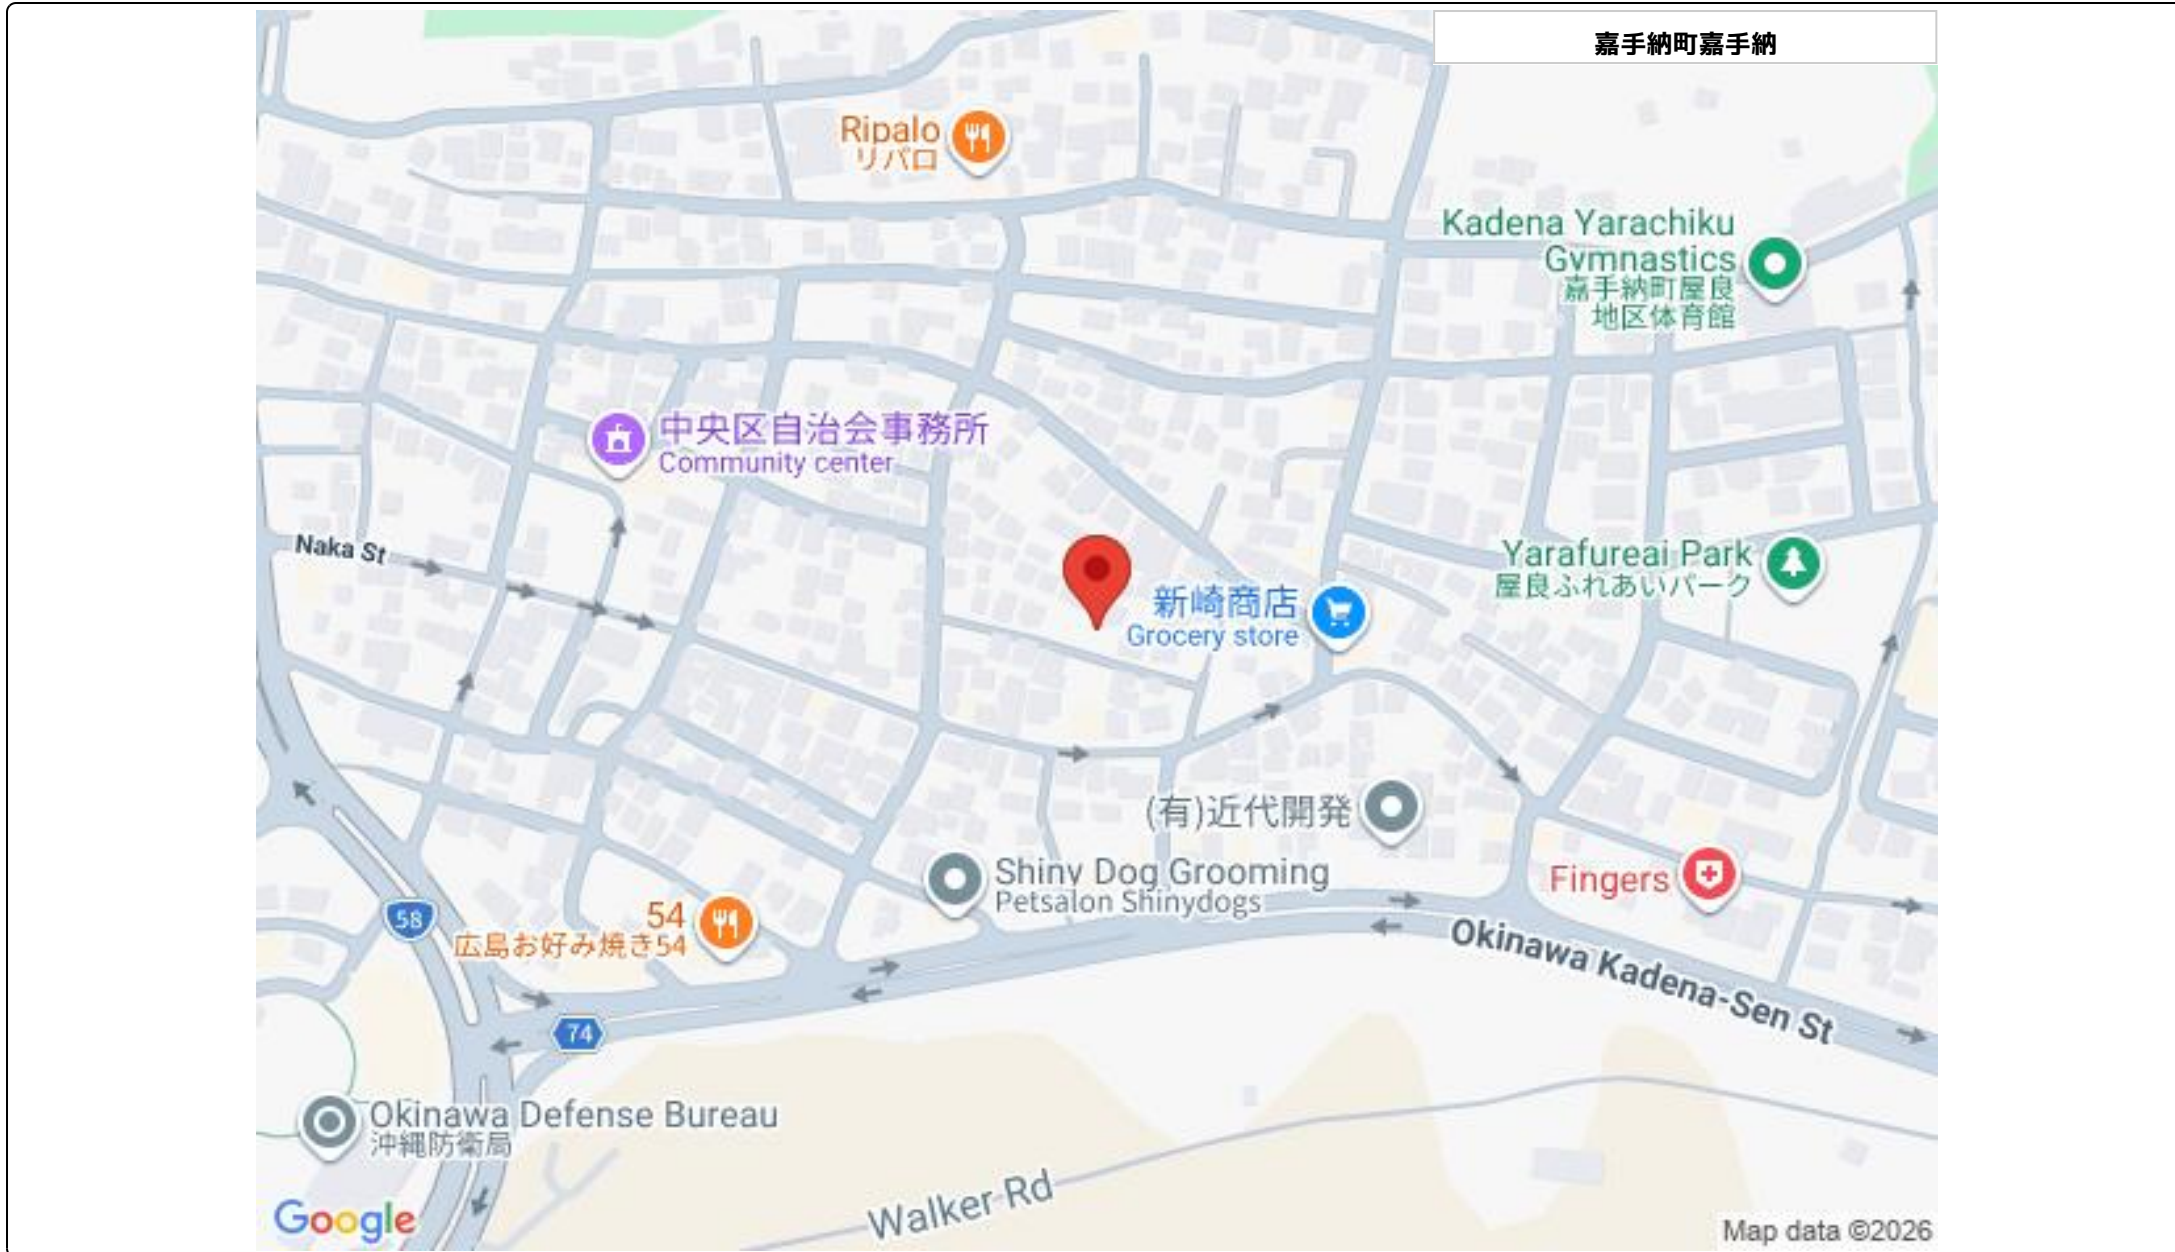 嘉手納町嘉手納
Ripalo
リパロ
Kadena Yarachiku
Gymnastics
嘉手納町屋良
地区体育館
中央区自治会事務所
Community center
Naka St
新崎商店
Grocery store
Yarafureai Park
屋良ふれあいパーク
(有)近代開発
Shiny Dog Grooming
Petsalon Shinydogs
Fingers
58
54
広島お好み焼き54
Okinawa Kadena-Sen St
74
Okinawa Defense Bureau
沖縄防衛局
Walker Rd
Google
Map data ©2026